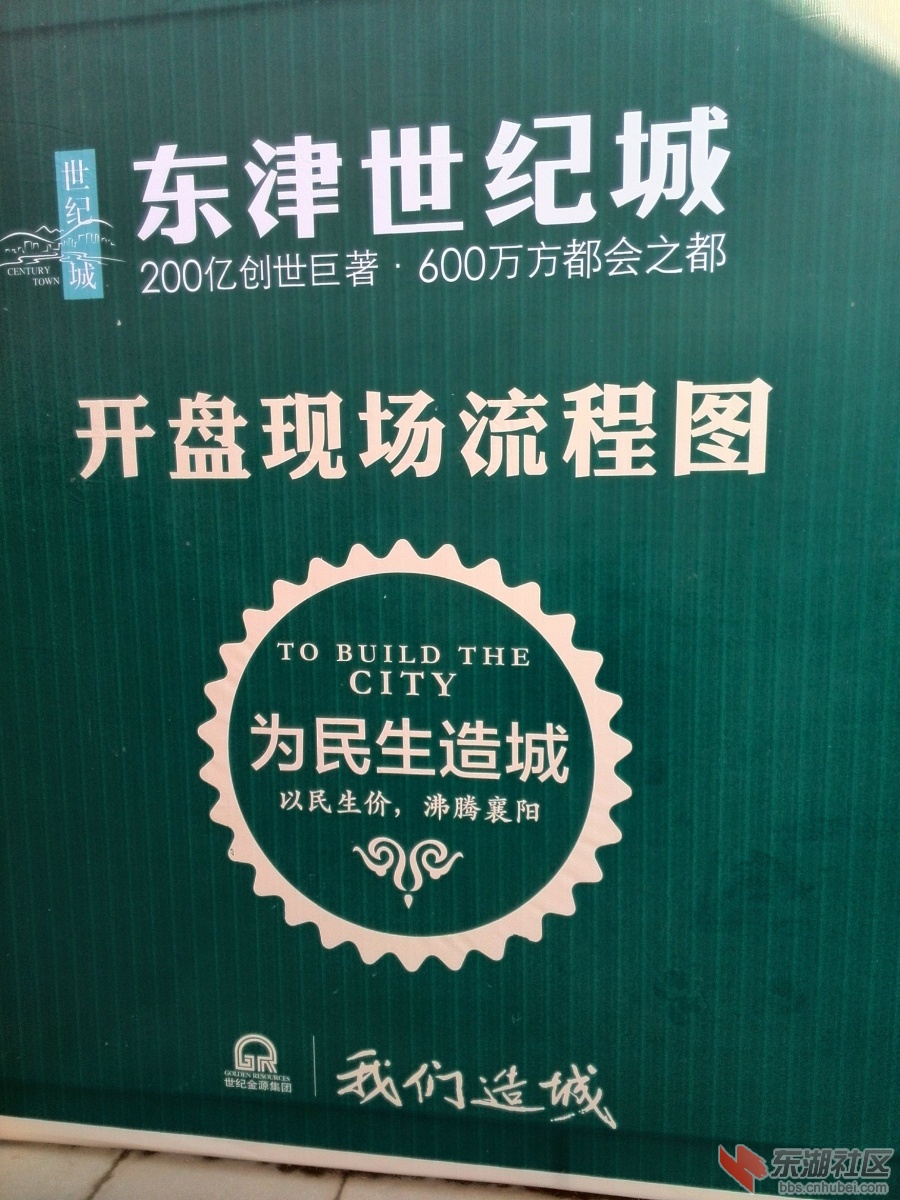 世纪城
CENTURY
TOWN
东津世纪城
200亿创世巨著·600万方都会之都
开盘现场流程图
TO BUILD THE
CITY
为民生造城
以民生价，沸腾襄阳
GR
GOLDEN RESOURCES
世纪金源集团
我们造城
东湖社区
bbs.cnhubei.com